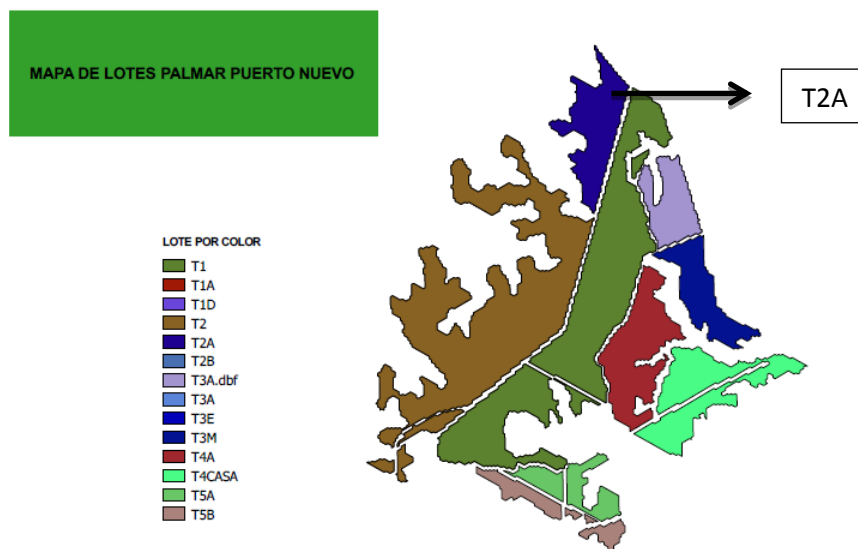 MAPA DE LOTES PALMAR PUERTO NUEVO
T2A
LOTE POR COLOR
T1
T1A
T1D
T2
T2A
T2B
T3A.dbf
T3A
T3E
T3M
T4A
T4CASA
T5A
T5B